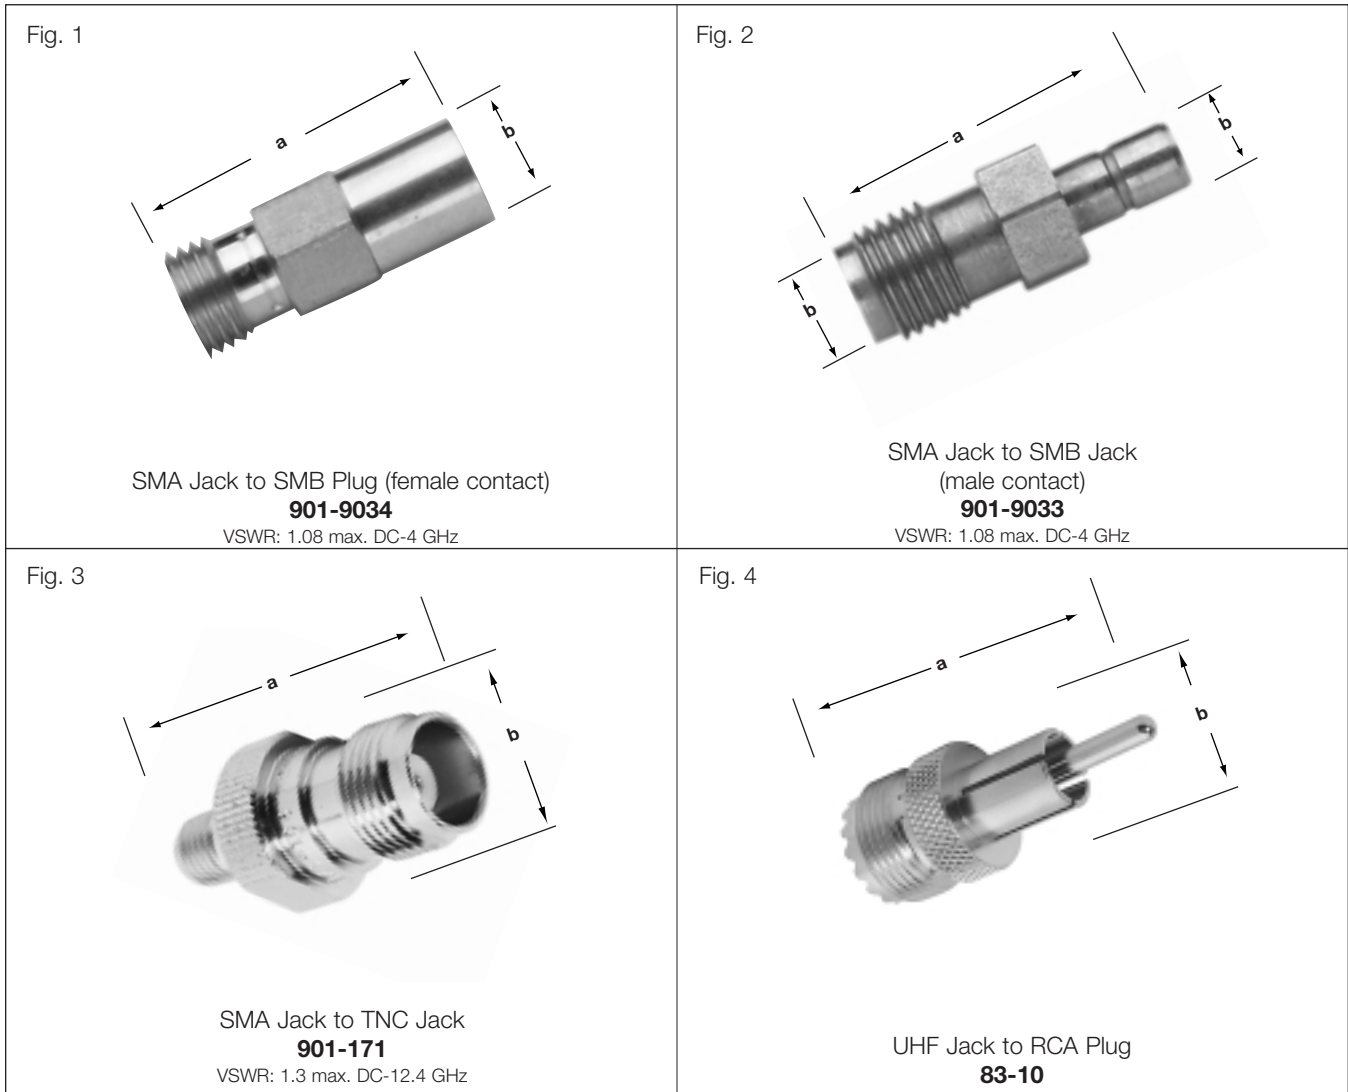 Fig. 1
a
b
SMA Jack to SMB Plug (female contact)
901-9034
VSWR: 1.08 max. DC-4 GHz
Fig. 2
a
b
b
SMA Jack to SMB Jack
(male contact)
901-9033
VSWR: 1.08 max. DC-4 GHz
Fig. 3
a
b
SMA Jack to TNC Jack
901-171
VSWR: 1.3 max. DC-12.4 GHz
Fig. 4
a
b
UHF Jack to RCA Plug
83-10